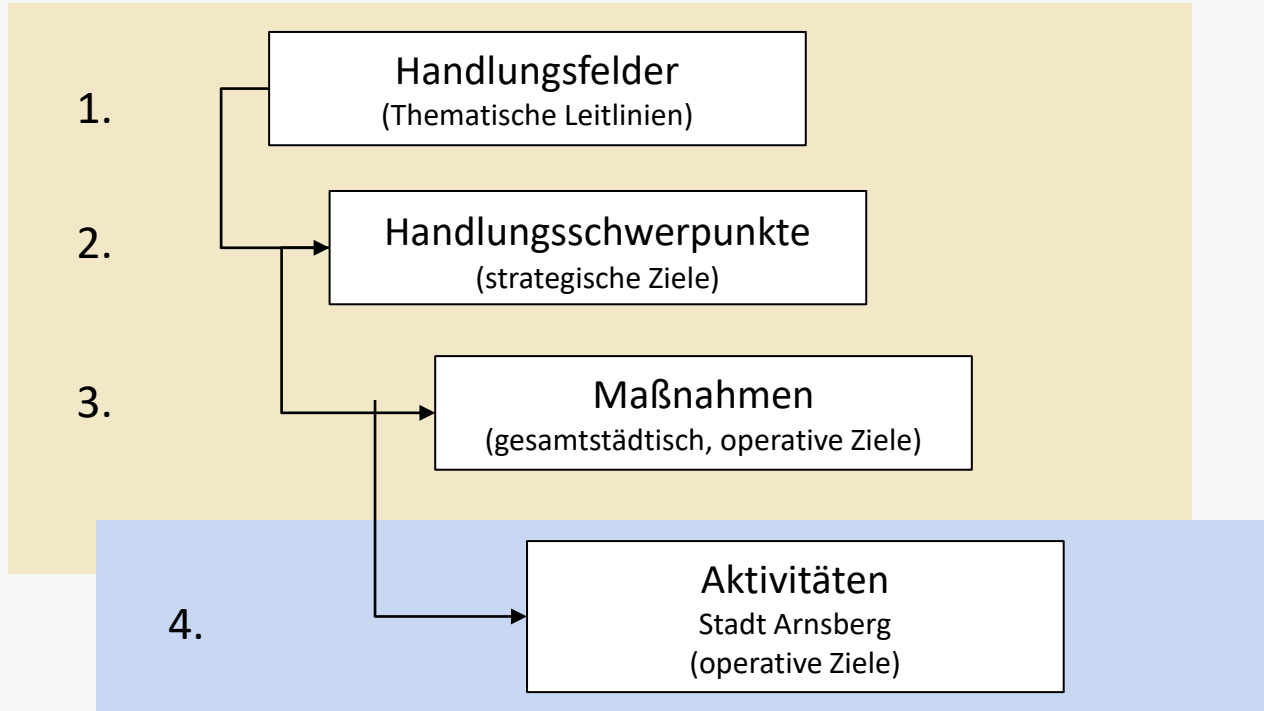 1.
Handlungsfelder
(Thematische Leitlinien)
2.
Handlungsschwerpunkte
(strategische Ziele)
3.
Maßnahmen
(gesamtstädtisch, operative Ziele)
4.
Aktivitäten
Stadt Arnsberg
(operative Ziele)